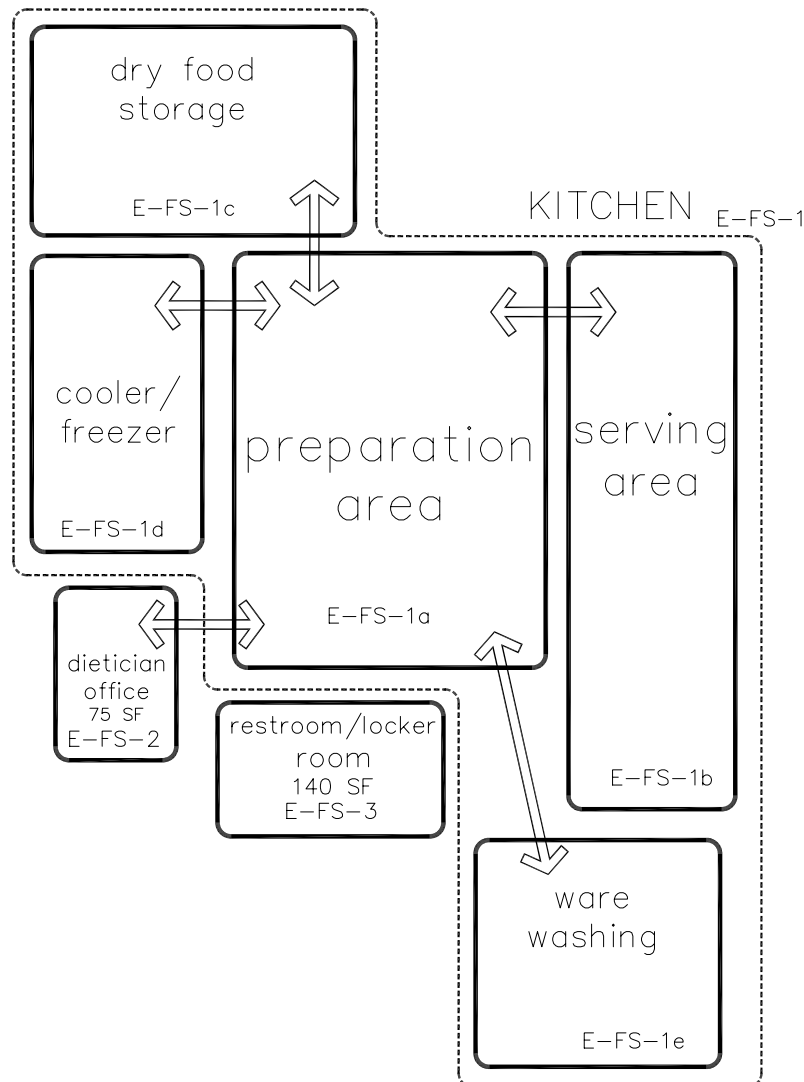 dry food
storage
E-FS-1c
KITCHEN E-FS-1
cooler/
freezer
E-FS-1d
preparation
area
E-FS-1a
serving
area
E-FS-1b
dietician
office
75 SF
E-FS-2
restroom/locker
room
140 SF
E-FS-3
ware
washing
E-FS-1e